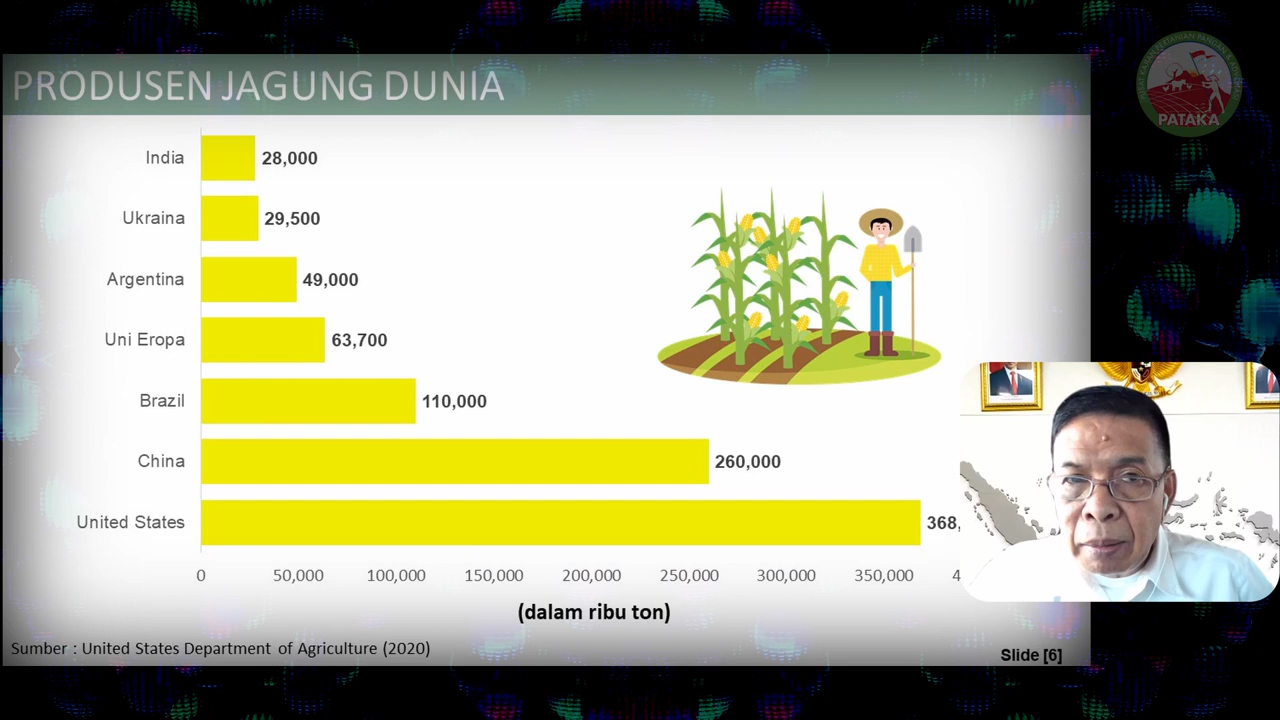 PRODUSEN JAGUNG DUNIA
PATAKA
India 28,000
Ukraina 29,500
Argentina 49,000
Uni Eropa 63,700
Brazil 110,000
China 260,000
United States 368,
0 50,000 100,000 150,000 200,000 250,000 300,000 350,000 4
(dalam ribu ton)
Sumber : United States Department of Agriculture (2020)
Slide [6]